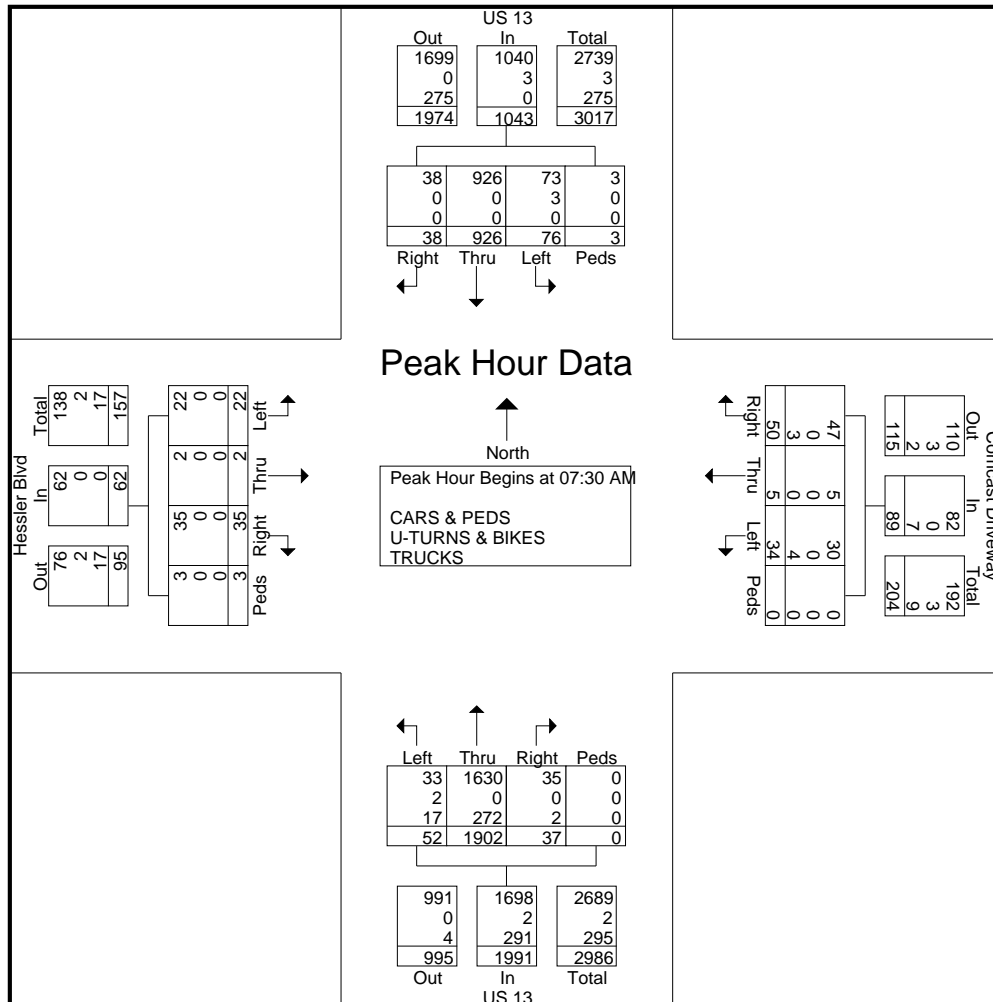 US 13
Out In Total
1699 1040 2739
0 3 3
275 0 275
1974 1043 3017
38 926 73 3
0 0 3 0
0 0 0 0
38 926 76 3
Right Thru Left Peds
Peak Hour Data
North
Peak Hour Begins at 07:30 AM
CARS & PEDS
U-TURNS & BIKES
TRUCKS
Hessler Blvd
Out In Total
76 62 138
2 0 2
17 0 17
95 62 157
Peds Right Thru Left
3 35 2 22
0 0 0 0
0 0 0 0
3 35 2 22
Comcast Driveway
Out In Total
110 82 192
3 0 3
2 7 9
115 89 204
47 5 30 0
0 0 0 0
3 0 4 0
50 5 34 0
Right Thru Left Peds
Left Thru Right Peds
33 1630 35 0
2 0 0 0
17 272 2 0
52 1902 37 0
991 1698 2689
0 2 2
4 291 295
995 1991 2986
Out In Total
US 13